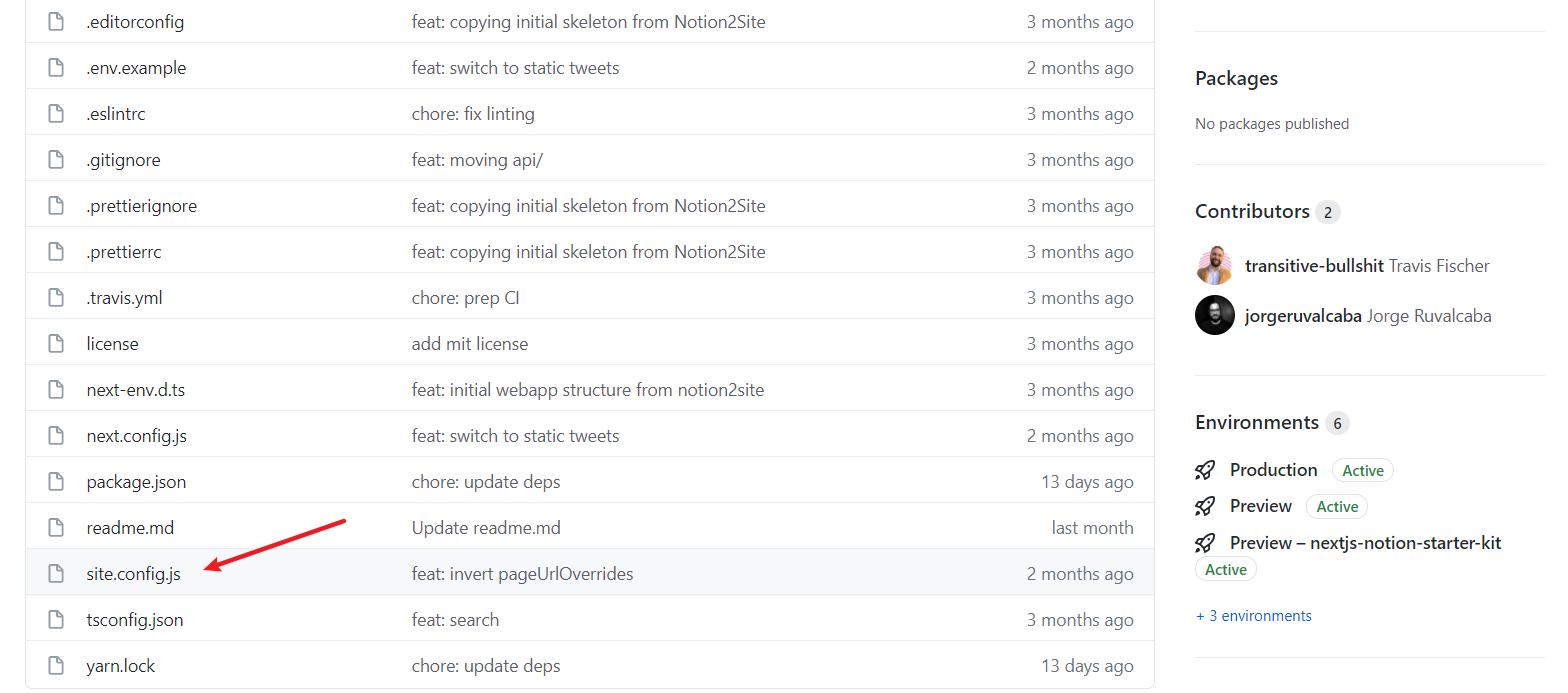 .editorconfig feat: copying initial skeleton from Notion2Site 3 months ago
.env.example feat: switch to static tweets 2 months ago
.eslintrc chore: fix linting 3 months ago
.gitignore feat: moving api/ 3 months ago
.prettierignore feat: copying initial skeleton from Notion2Site 3 months ago
.prettierrc feat: copying initial skeleton from Notion2Site 3 months ago
.travis.yml chore: prep CI 3 months ago
license add mit license 3 months ago
next-env.d.ts feat: initial webapp structure from notion2site 3 months ago
next.config.js feat: switch to static tweets 2 months ago
package.json chore: update deps 13 days ago
readme.md Update readme.md last month
site.config.js feat: invert pageUrlOverrides 2 months ago
tsconfig.json feat: search 3 months ago
yarn.lock chore: update deps 13 days ago
Packages
No packages published
Contributors 2
transitive-bullshit Travis Fischer
jorgeruvalcaba Jorge Ruvalcaba
Environments 6
Production Active
Preview Active
Preview – nextjs-notion-starter-kit
Active
+ 3 environments